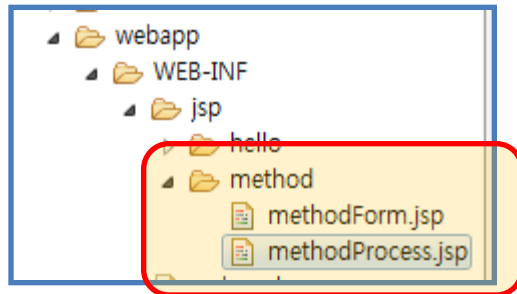 webapp
WEB-INF
jsp
hello
method
methodForm.jsp
methodProcess.jsp